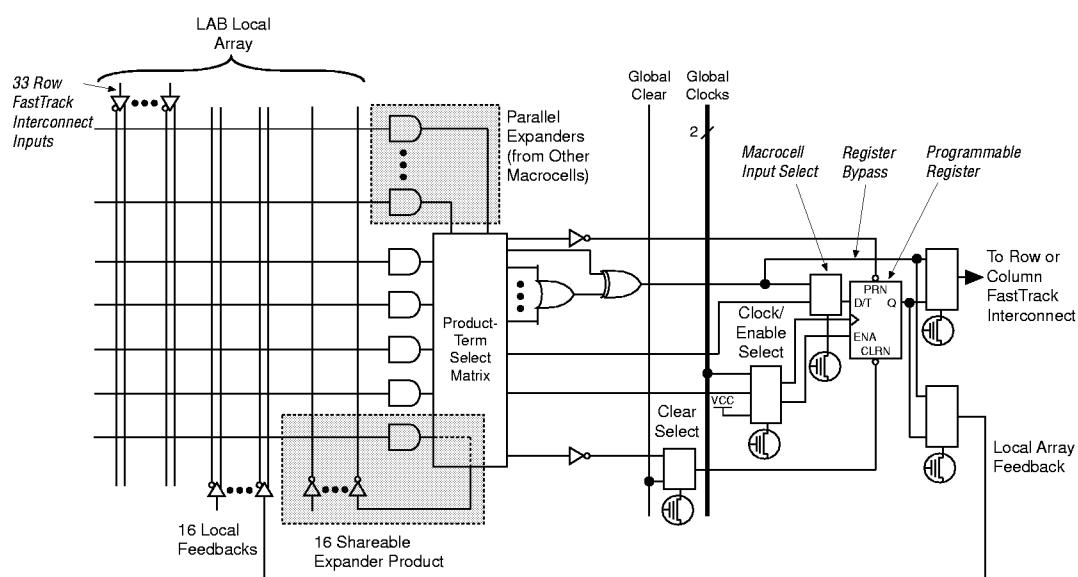 LAB Local
Array
33 Row
FastTrack
Interconnect
Inputs
Parallel
Expanders
(from Other
Macrocells)
Global
Clear
Global
Clocks
2
Macrocell
Input Select
Register
Bypass
Programmable
Register
To Row or
Column
FastTrack
Interconnect
PRN
D/T
Q
ENA
CLRN
Clock/
Enable
Select
Product-
Term
Select
Matrix
VCC
Clear
Select
Local Array
Feedback
16 Local
Feedbacks
16 Shareable
Expander Product